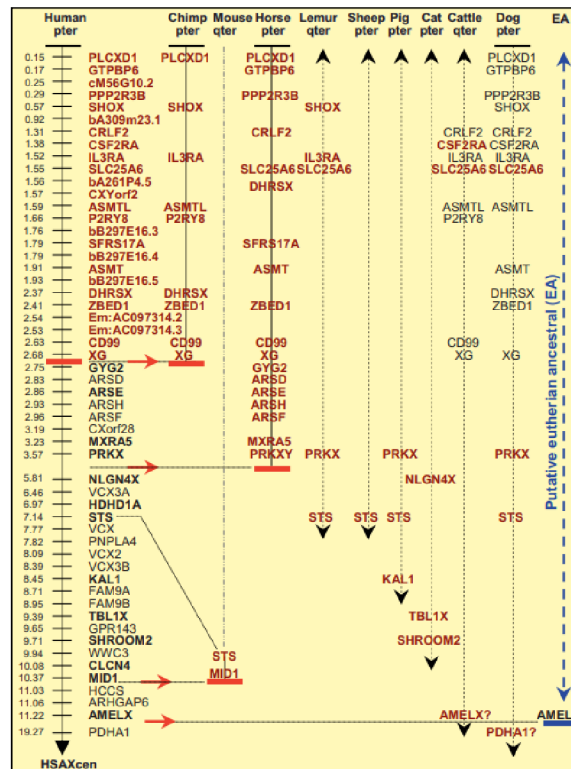 Human Chimp Mouse Horse Lemur Sheep Pig Cat Cattle Dog EA
pter pter qter pter qter pter pter pter qter pter
0.15 PLCXD1 PLCXD1 PLCXD1 PLCXD1
0.17 GTPBP6 GTPBP6 GTPBP6
0.25 cM56G10.2
0.29 PPP2R3B PPP2R3B PPP2R3B
0.57 SHOX SHOX SHOX SHOX
0.92 bA309m23.1
1.31 CRLF2 CRLF2 CRLF2 CRLF2
1.38 CSF2RA CSF2RA CSF2RA
1.52 IL3RA IL3RA IL3RA IL3RA IL3RA
1.55 SLC25A6 SLC25A6 SLC25A6 SLC25A6 SLC25A6
1.56 bA261P4.5 DHRSX
1.57 CXYorf2
1.59 ASMTL ASMTL ASMTL ASMTL
1.66 P2RY8 P2RY8 P2RY8
1.76 bB297E16.3
1.79 SFRS17A SFRS17A
1.79 bB297E16.4
1.91 ASMT ASMT ASMT
1.93 bB297E16.5
2.37 DHRSX DHRSX DHRSX
2.41 ZBED1 ZBED1 ZBED1 ZBED1
2.54 Em:AC097314.2
2.53 Em:AC097314.3
2.63 CD99 CD99 CD99 CD99
2.68 XG XG XG XG XG
2.75 GYG2 GYG2
2.83 ARSD ARSD
2.86 ARSE ARSE
2.93 ARSH ARSH
2.96 ARSF ARSF
3.19 CXorf28
3.23 MXRA5 MXRA5
3.57 PRKX PRKXY PRKX PRKX PRKX
5.81 NLGN4X NLGN4X
6.46 VCX3A
6.97 HDHD1A
7.14 STS STS STS STS STS
7.77 VCX
7.82 PNPLA4
8.09 VCX2
8.39 VCX3B
8.45 KAL1 KAL1
8.71 FAM9A
8.95 FAM9B
9.39 TBL1X TBL1X
9.65 GPR143
9.71 SHROOM2 SHROOM2
9.94 WWC3 STS
10.08 CLCN4
10.37 MID1 MID1
11.03 HCCS
11.06 ARHGAP6
11.22 AMELX AMELX? AMEL
19.27 PDHA1 PDHA1?
HSAXcen
Putative eutherian ancestral (EA)